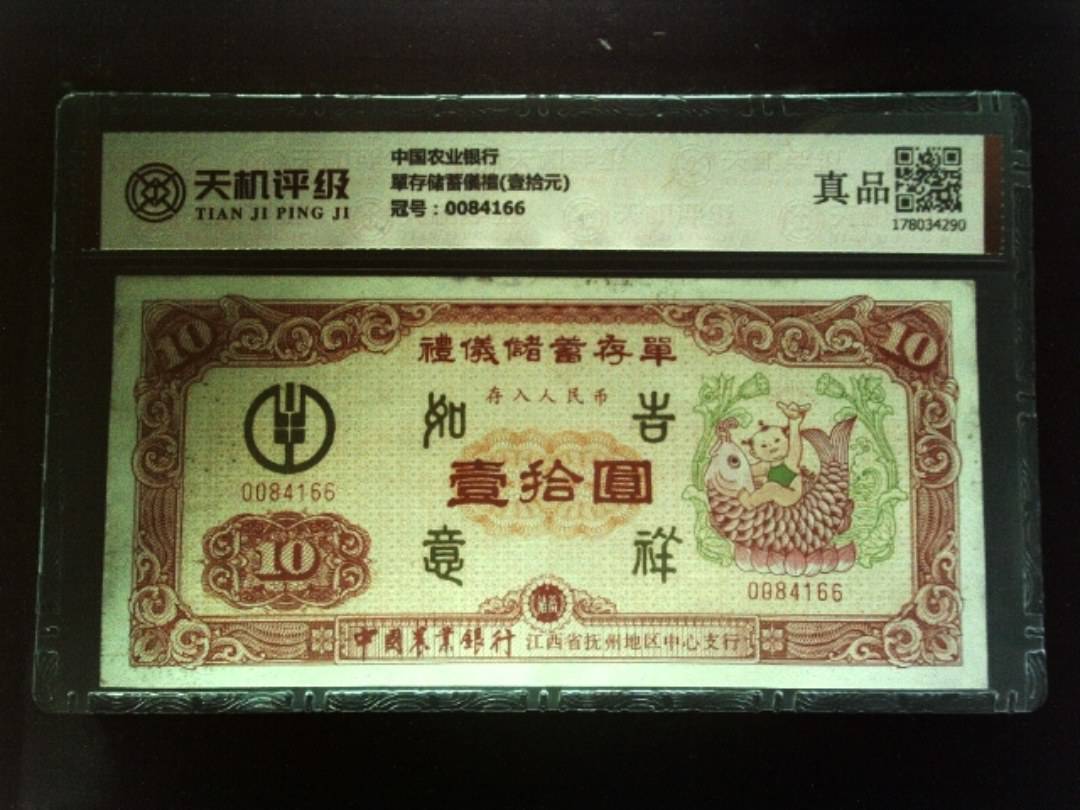 天机评级
TIAN JI PING JI
中国农业银行
單存储蓄儀禮(壹拾元)
冠号：0084166
真品
178034290
10
10
禮儀儲蓄存單
存入人民币
如 吉
壹拾圓
意 祥
0084166
10
0084166
中國農業銀行 江西省抚州地区中心支行